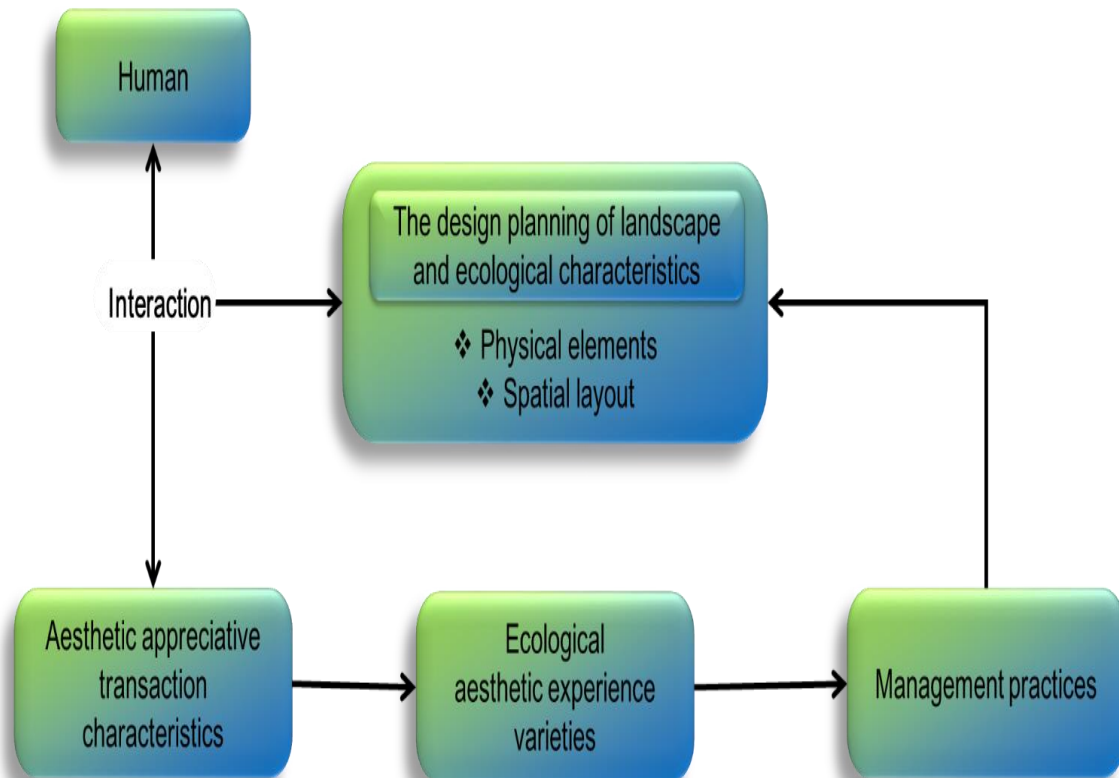 Human
The design planning of landscape
and ecological characteristics
Interaction
❖ Physical elements
❖ Spatial layout
Aesthetic appreciative
transaction
characteristics
Ecological
aesthetic experience
varieties
Management practices